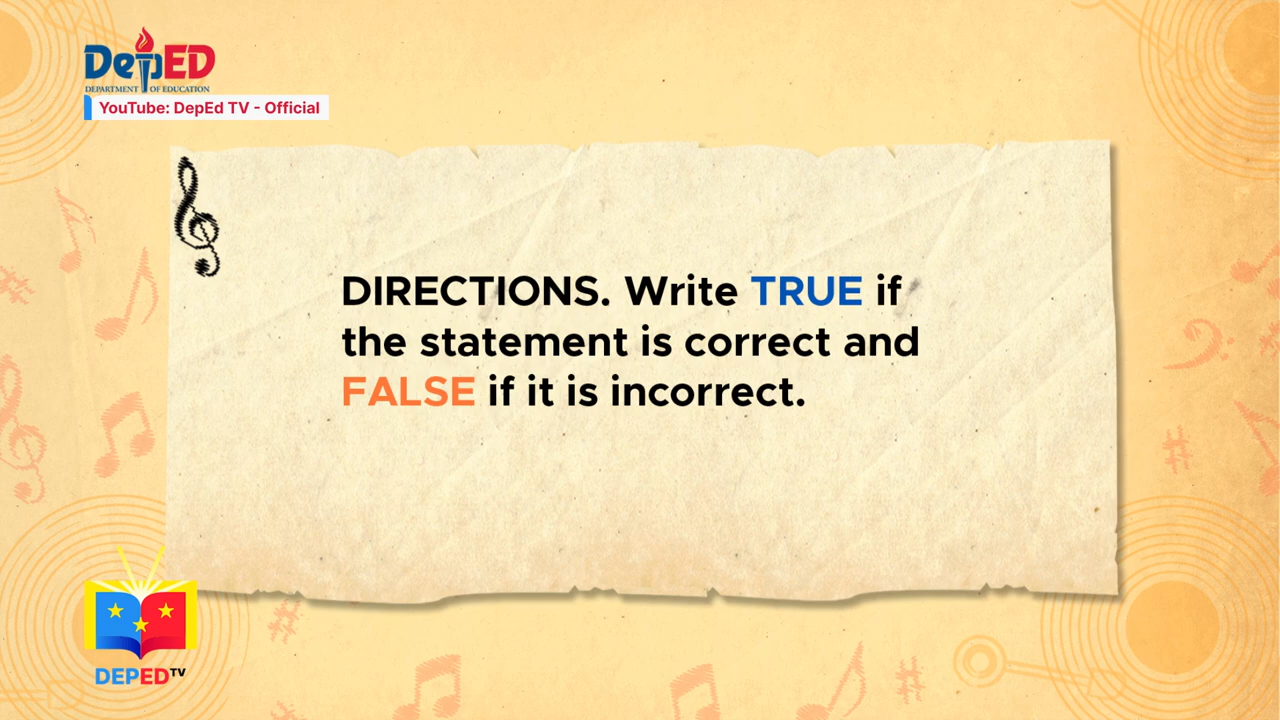 DepED
DEPARTMENT OF EDUCATION
YouTube: DepEd TV - Official
DIRECTIONS. Write TRUE if
the statement is correct and
FALSE if it is incorrect.
DEPED TV